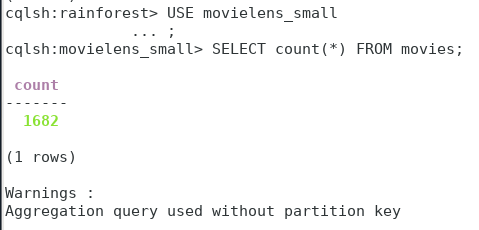 cqlsh:rainforest> USE movielens_small
... ;
cqlsh:movielens_small> SELECT count(*) FROM movies;
count
-------
1682
(1 rows)
Warnings :
Aggregation query used without partition key